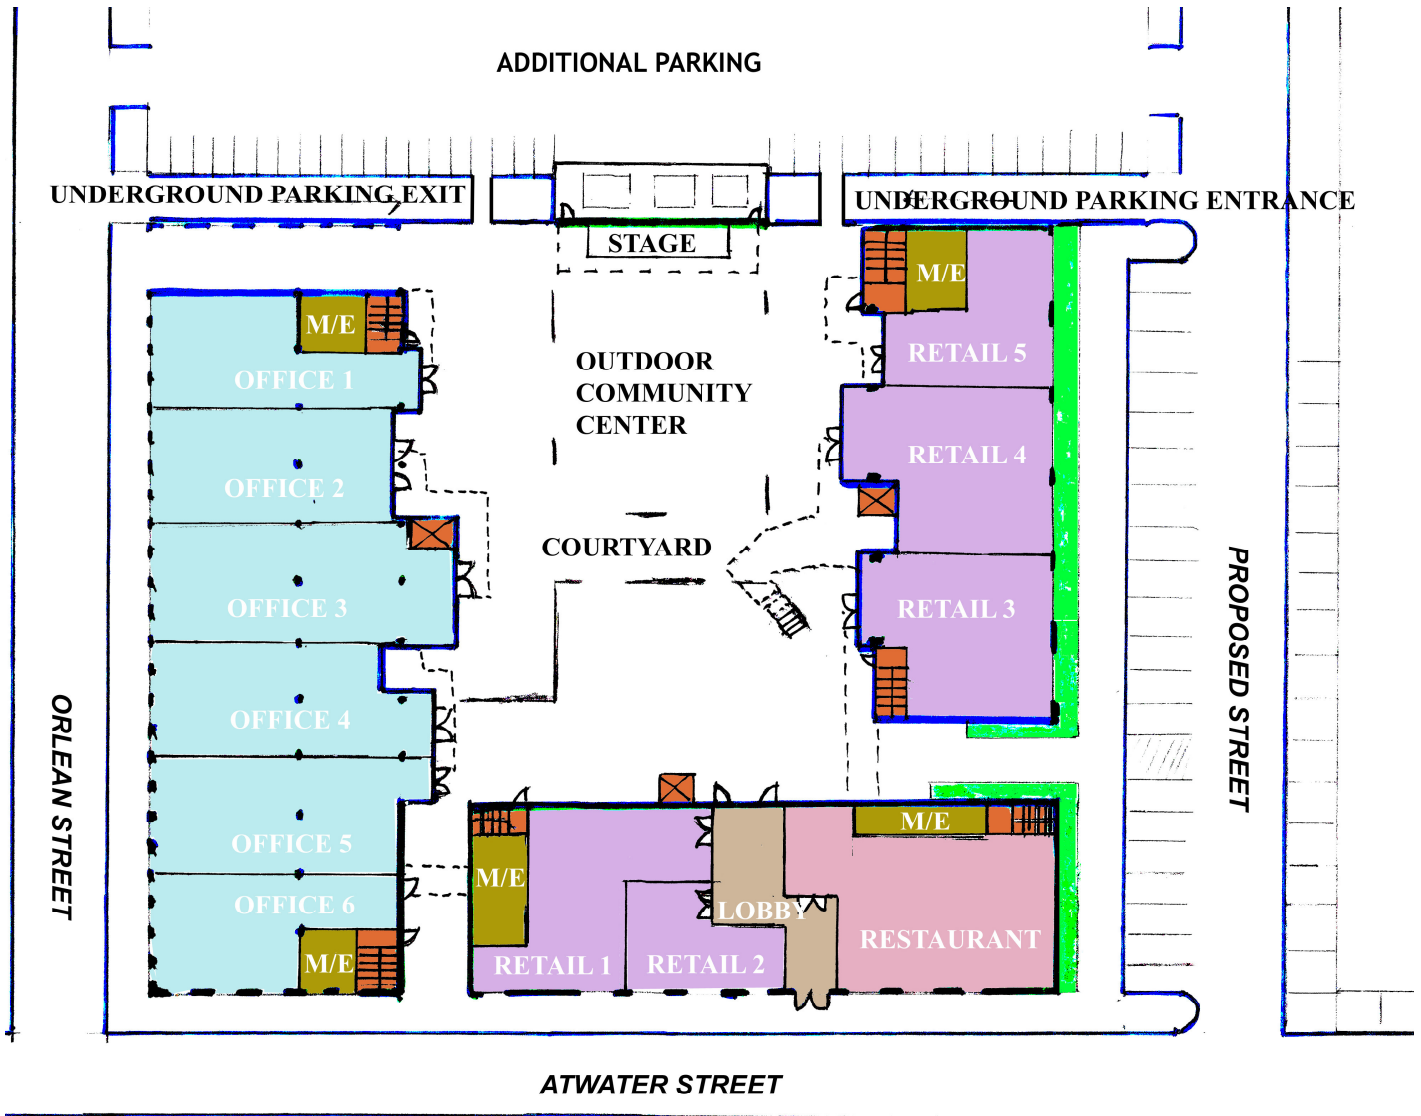 ADDITIONAL PARKING
UNDERGROUND PARKING EXIT
UNDERGROUND PARKING ENTRANCE
STAGE
M/E
M/E
RETAIL 5
OUTDOOR
COMMUNITY
CENTER
OFFICE 1
RETAIL 4
OFFICE 2
COURTYARD
OFFICE 3
RETAIL 3
PROPOSED STREET
OFFICE 4
ORLEAN STREET
OFFICE 5
M/E
M/E
OFFICE 6
LOBBY
RESTAURANT
M/E
RETAIL 1
RETAIL 2
ATWATER STREET